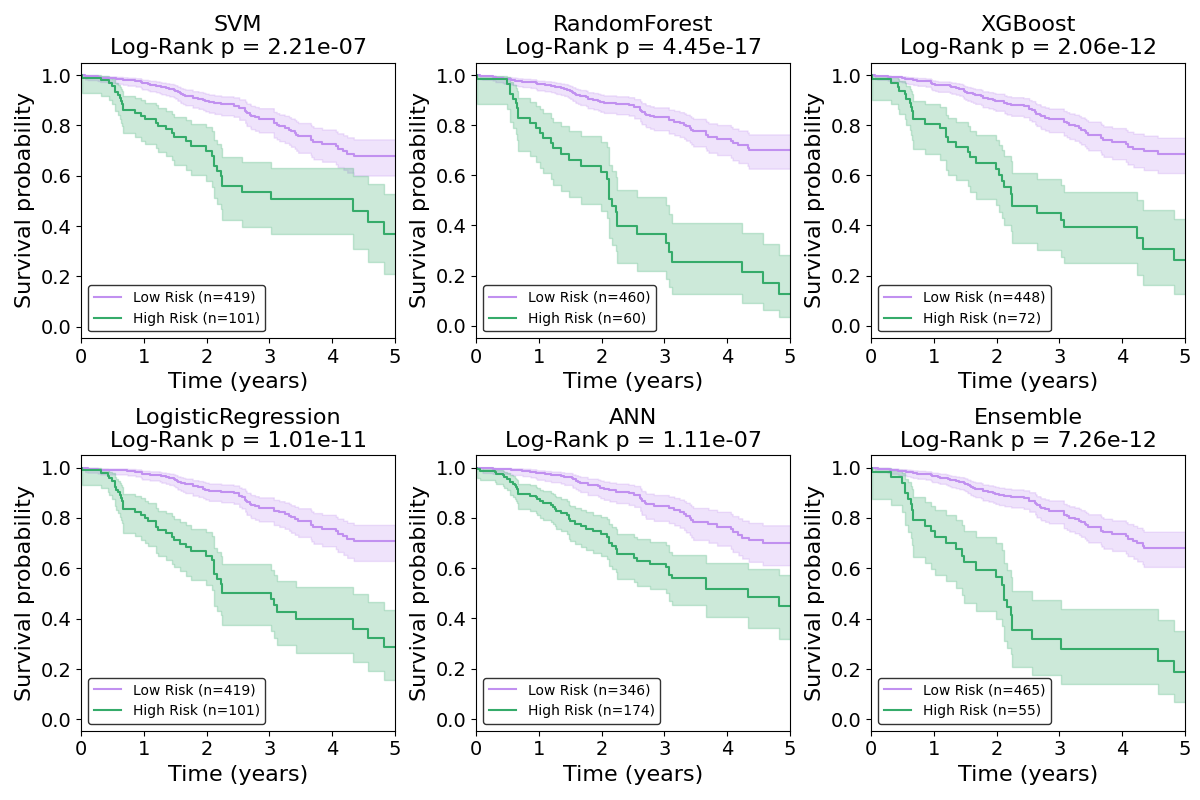 SVM
Log-Rank p = 2.21e-07
Survival probability
1.0
0.8
0.6
0.4
0.2
0.0
Low Risk (n=419)
High Risk (n=101)
0 1 2 3 4 5
Time (years)
RandomForest
Log-Rank p = 4.45e-17
Survival probability
1.0
0.8
0.6
0.4
0.2
0.0
Low Risk (n=460)
High Risk (n=60)
0 1 2 3 4 5
Time (years)
XGBoost
Log-Rank p = 2.06e-12
Survival probability
1.0
0.8
0.6
0.4
0.2
0.0
Low Risk (n=448)
High Risk (n=72)
0 1 2 3 4 5
Time (years)
LogisticRegression
Log-Rank p = 1.01e-11
Survival probability
1.0
0.8
0.6
0.4
0.2
0.0
Low Risk (n=419)
High Risk (n=101)
0 1 2 3 4 5
Time (years)
ANN
Log-Rank p = 1.11e-07
Survival probability
1.0
0.8
0.6
0.4
0.2
0.0
Low Risk (n=346)
High Risk (n=174)
0 1 2 3 4 5
Time (years)
Ensemble
Log-Rank p = 7.26e-12
Survival probability
1.0
0.8
0.6
0.4
0.2
0.0
Low Risk (n=465)
High Risk (n=55)
0 1 2 3 4 5
Time (years)